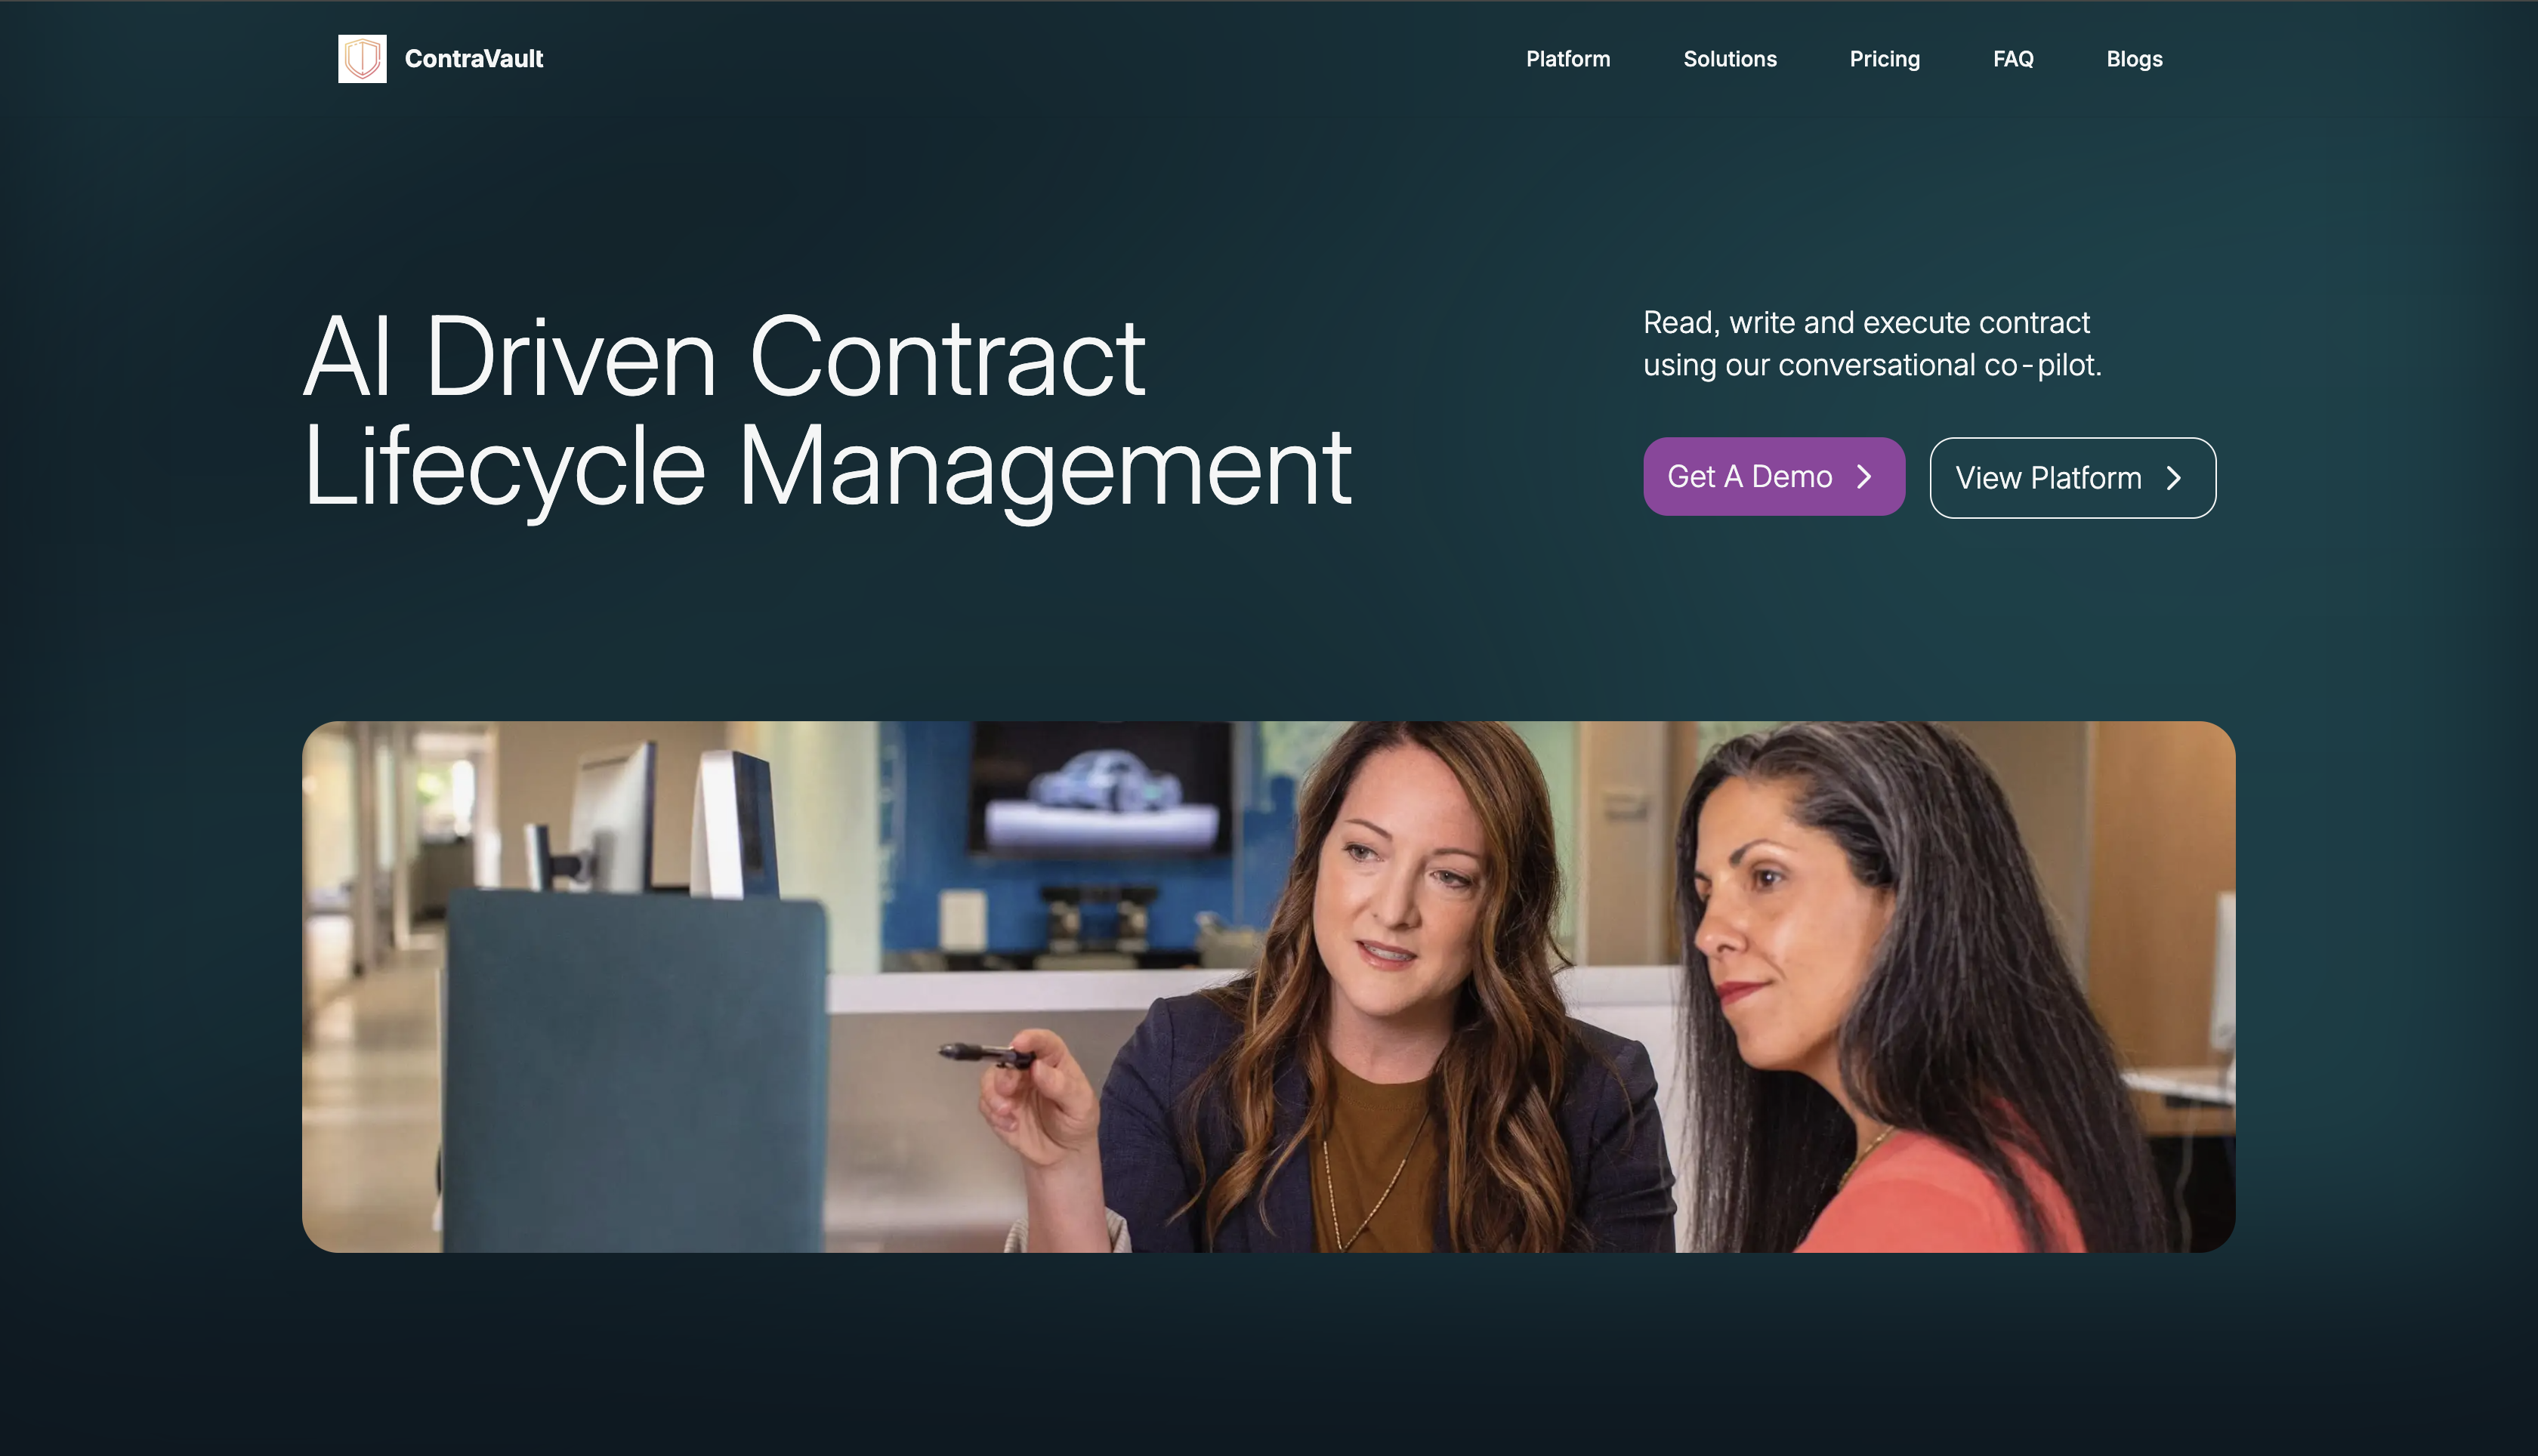 ContraVault
Platform
Solutions
Pricing
FAQ
Blogs
AI Driven Contract
Lifecycle Management
Read, write and execute contract
using our conversational co-pilot.
Get A Demo
View Platform